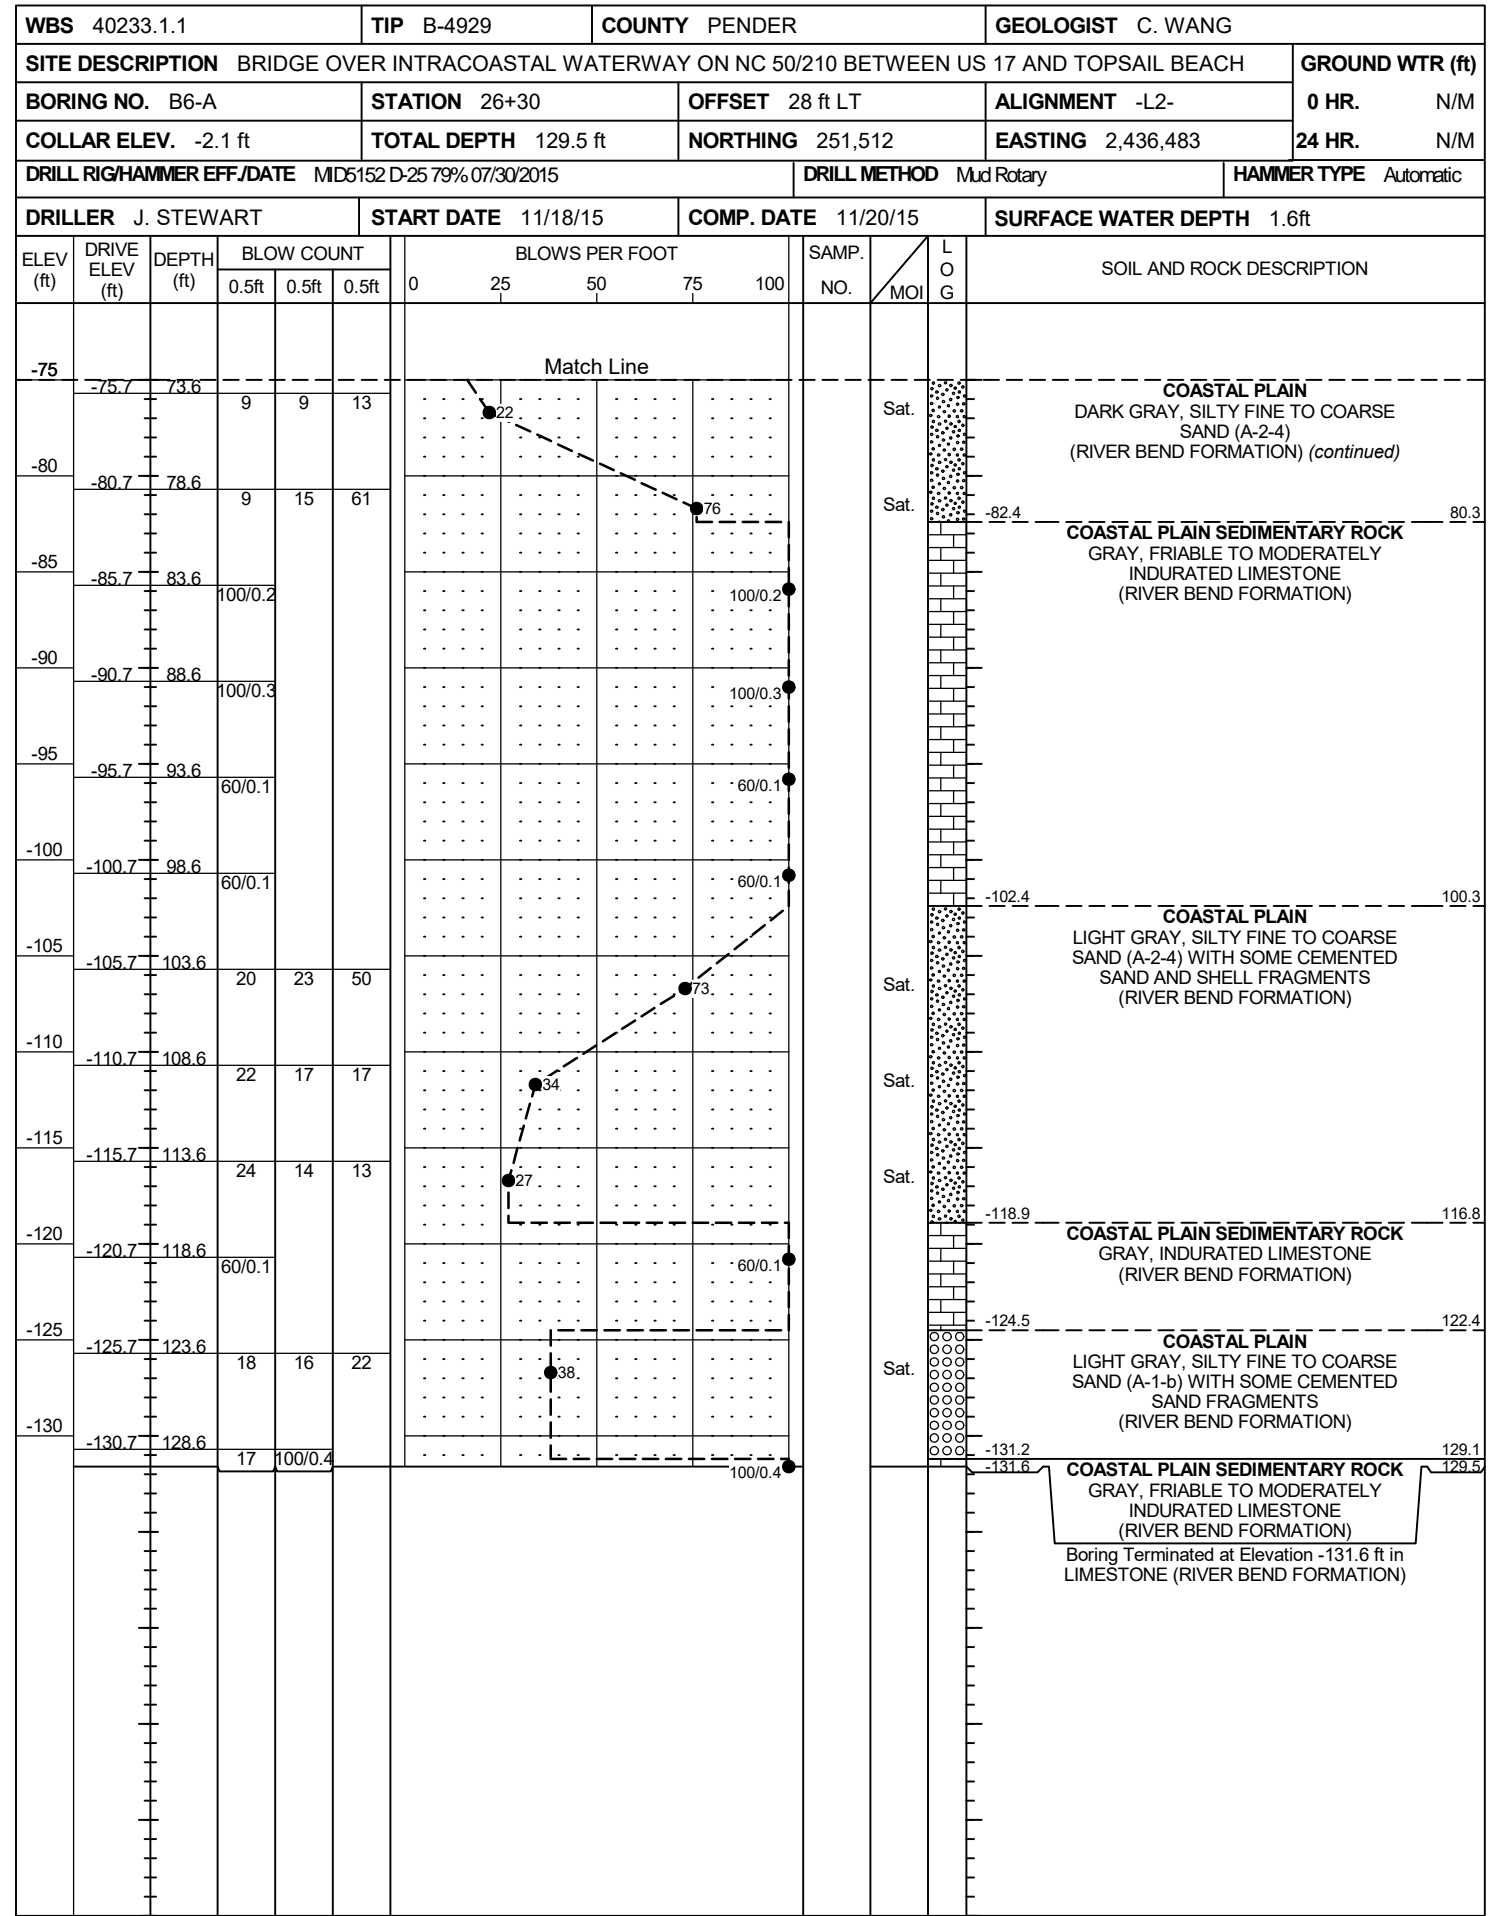 WBS 40233.1.1 TIP B-4929 COUNTY PENDER GEOLOGIST C. WANG
SITE DESCRIPTION BRIDGE OVER INTRACOASTAL WATERWAY ON NC 50/210 BETWEEN US 17 AND TOPSAIL BEACH GROUND WTR (ft)
BORING NO. B6-A STATION 26+30 OFFSET 28 ft LT ALIGNMENT -L2- 0 HR. N/M
COLLAR ELEV. -2.1 ft TOTAL DEPTH 129.5 ft NORTHING 251,512 EASTING 2,436,483 24 HR. N/M
DRILL RIG/HAMMER EFF./DATE MID5152 D-25 79% 07/30/2015 DRILL METHOD Mud Rotary HAMMER TYPE Automatic
DRILLER J. STEWART START DATE 11/18/15 COMP. DATE 11/20/15 SURFACE WATER DEPTH 1.6ft
ELEV (ft) DRIVE ELEV (ft) DEPTH (ft) BLOW COUNT BLOWS PER FOOT SAMP. NO. MOI LOG SOIL AND ROCK DESCRIPTION
0.5ft 0.5ft 0.5ft 0 25 50 75 100
Match Line
-75
-75.7 73.6
9 9 13 22 Sat.
COASTAL PLAIN
DARK GRAY, SILTY FINE TO COARSE
SAND (A-2-4)
(RIVER BEND FORMATION) (continued)
-80
-80.7 78.6
9 15 61 76 Sat.
-82.4 80.3
COASTAL PLAIN SEDIMENTARY ROCK
GRAY, FRIABLE TO MODERATELY
INDURATED LIMESTONE
(RIVER BEND FORMATION)
-85
-85.7 83.6
100/0.2 100/0.2
-90
-90.7 88.6
100/0.3 100/0.3
-95
-95.7 93.6
60/0.1 60/0.1
-100
-100.7 98.6
60/0.1 60/0.1
-102.4 100.3
COASTAL PLAIN
LIGHT GRAY, SILTY FINE TO COARSE
SAND (A-2-4) WITH SOME CEMENTED
SAND AND SHELL FRAGMENTS
(RIVER BEND FORMATION)
-105
-105.7 103.6
20 23 50 73 Sat.
-110
-110.7 108.6
22 17 17 34 Sat.
-115
-115.7 113.6
24 14 13 27 Sat.
-118.9 116.8
COASTAL PLAIN SEDIMENTARY ROCK
GRAY, INDURATED LIMESTONE
(RIVER BEND FORMATION)
-120
-120.7 118.6
60/0.1 60/0.1
-124.5 122.4
-125
COASTAL PLAIN
LIGHT GRAY, SILTY FINE TO COARSE
SAND (A-1-b) WITH SOME CEMENTED
SAND FRAGMENTS
(RIVER BEND FORMATION)
-125.7 123.6
18 16 22 38 Sat.
-130
-130.7 128.6
17 100/0.4 100/0.4
-131.2 129.1
-131.6 129.5
COASTAL PLAIN SEDIMENTARY ROCK
GRAY, FRIABLE TO MODERATELY
INDURATED LIMESTONE
(RIVER BEND FORMATION)
Boring Terminated at Elevation -131.6 ft in
LIMESTONE (RIVER BEND FORMATION)